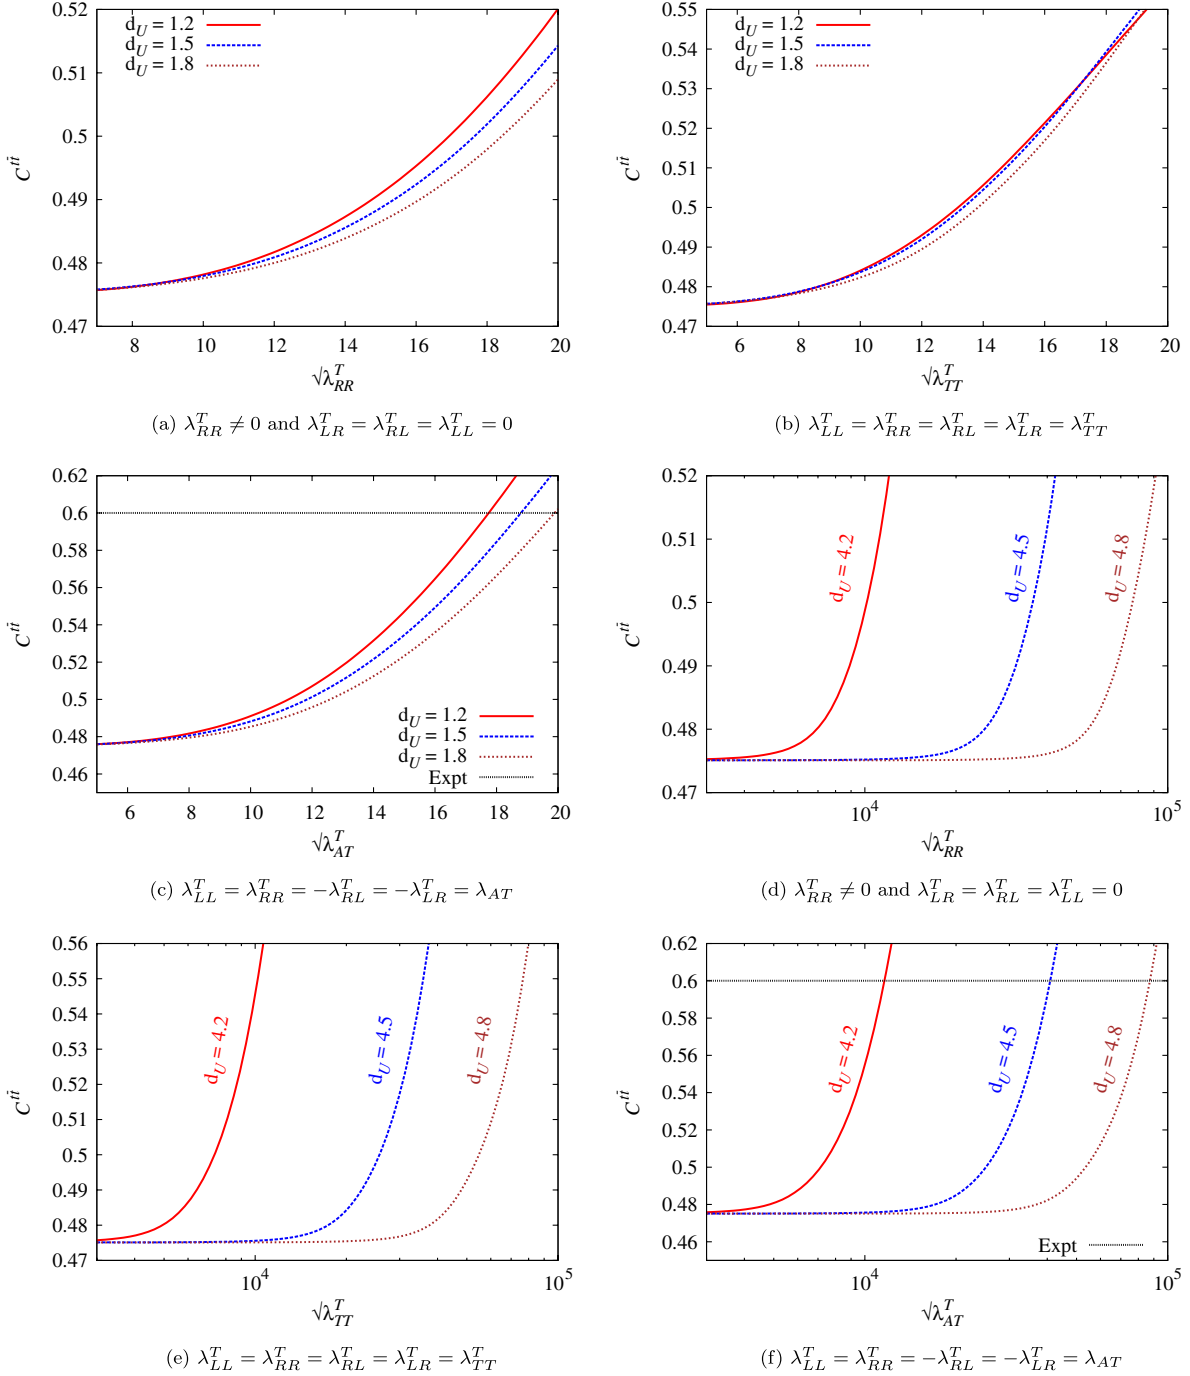 0.52
0.51
0.5
0.49
0.48
0.47
8 10 12 14 16 18 20
d_U = 1.2
d_U = 1.5
d_U = 1.8
C^{tt̄}
√λ^T_{RR}
(a) λ^T_{RR} ≠ 0 and λ^T_{LR} = λ^T_{RL} = λ^T_{LL} = 0
0.55
0.54
0.53
0.52
0.51
0.5
0.49
0.48
0.47
6 8 10 12 14 16 18 20
d_U = 1.2
d_U = 1.5
d_U = 1.8
C^{tt̄}
√λ^T_{TT}
(b) λ^T_{LL} = λ^T_{RR} = λ^T_{RL} = λ^T_{LR} = λ^T_{TT}
0.62
0.6
0.58
0.56
0.54
0.52
0.5
0.48
0.46
6 8 10 12 14 16 18 20
d_U = 1.2
d_U = 1.5
d_U = 1.8
Expt
C^{tt̄}
√λ^T_{AT}
(c) λ^T_{LL} = λ^T_{RR} = −λ^T_{RL} = −λ^T_{LR} = λ_{AT}
0.52
0.51
0.5
0.49
0.48
0.47
10^4 10^5
d_U = 4.2
d_U = 4.5
d_U = 4.8
C^{tt̄}
√λ^T_{RR}
(d) λ^T_{RR} ≠ 0 and λ^T_{LR} = λ^T_{RL} = λ^T_{LL} = 0
0.56
0.55
0.54
0.53
0.52
0.51
0.5
0.49
0.48
0.47
10^4 10^5
d_U = 4.2
d_U = 4.5
d_U = 4.8
C^{tt̄}
√λ^T_{TT}
(e) λ^T_{LL} = λ^T_{RR} = λ^T_{RL} = λ^T_{LR} = λ^T_{TT}
0.62
0.6
0.58
0.56
0.54
0.52
0.5
0.48
0.46
10^4 10^5
d_U = 4.2
d_U = 4.5
d_U = 4.8
Expt
C^{tt̄}
√λ^T_{AT}
(f) λ^T_{LL} = λ^T_{RR} = −λ^T_{RL} = −λ^T_{LR} = λ_{AT}